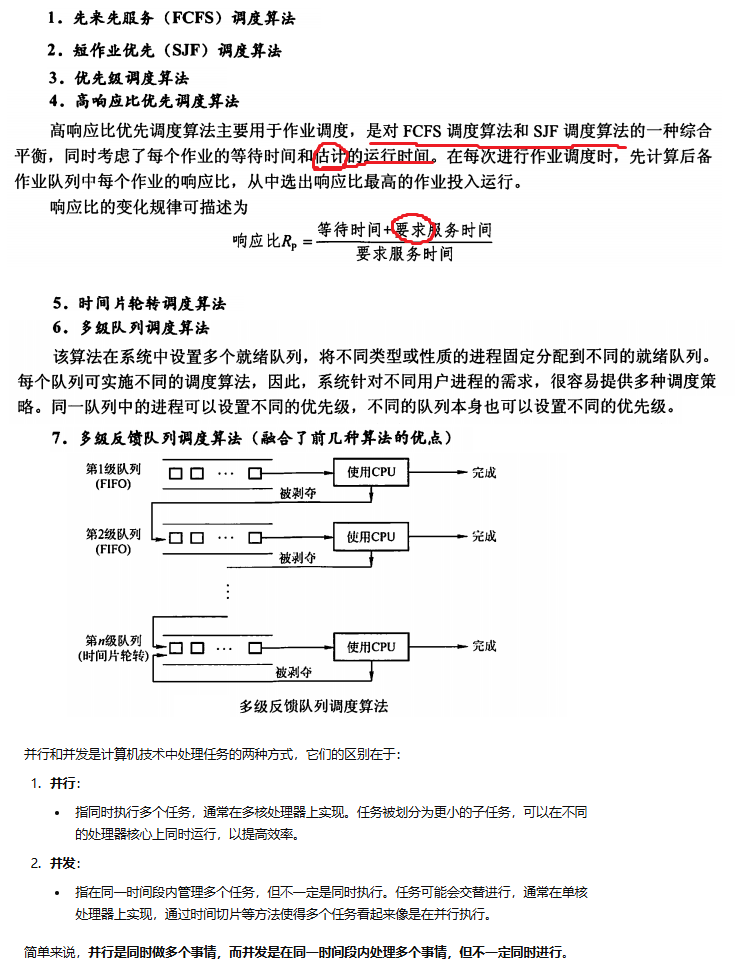 1．先来先服务（FCFS）调度算法
2．短作业优先（SJF）调度算法
3．优先级调度算法
4．高响应比优先调度算法
高响应比优先调度算法主要用于作业调度，是对 FCFS 调度算法和 SJF 调度算法的一种综合
平衡，同时考虑了每个作业的等待时间和估计的运行时间。在每次进行作业调度时，先计算后备
作业队列中每个作业的响应比，从中选出响应比最高的作业投入运行。
响应比的变化规律可描述为
等待时间+要求服务时间
响应比RP =
要求服务时间
5．时间片轮转调度算法
6．多级队列调度算法
该算法在系统中设置多个就绪队列，将不同类型或性质的进程固定分配到不同的就绪队列。
每个队列可实施不同的调度算法，因此，系统针对不同用户进程的需求，很容易提供多种调度策
略。同一队列中的进程可以设置不同的优先级，不同的队列本身也可以设置不同的优先级。
7．多级反馈队列调度算法（融合了前几种算法的优点）
第1级队列
(FIFO)
···
使用CPU
完成
被剥夺
第2级队列
(FIFO)
···
使用CPU
完成
被剥夺
⋮
第n级队列
(时间片轮转)
···
使用CPU
完成
被剥夺
多级反馈队列调度算法
并行和并发是计算机技术中处理任务的两种方式，它们的区别在于：
1. 并行：
• 指同时执行多个任务，通常在多核处理器上实现。任务被划分为更小的子任务，可以在不同
的处理器核心上同时运行，以提高效率。
2. 并发：
• 指在同一时间段内管理多个任务，但不一定是同时执行。任务可能会交替进行，通常在单核
处理器上实现，通过时间切片等方法使得多个任务看起来像是在并行执行。
简单来说，并行是同时做多个事情，而并发是在同一时间段内处理多个事情，但不一定同时进行。